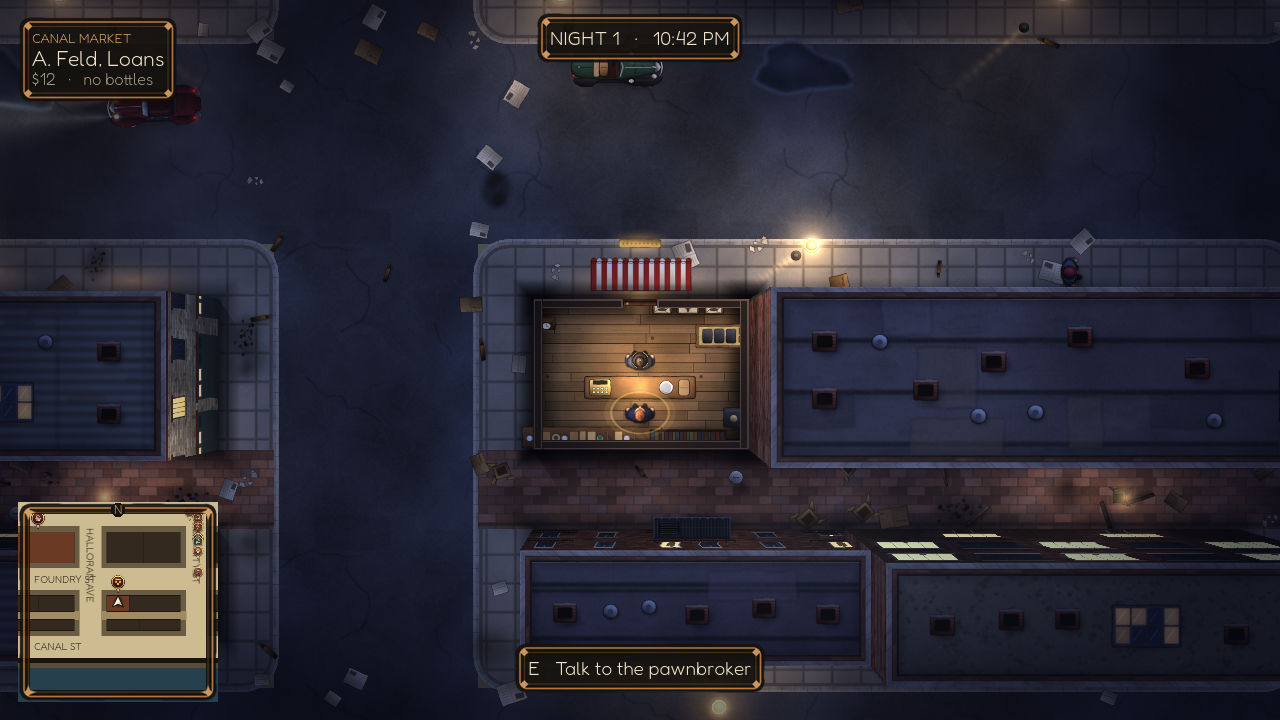 CANAL MARKET
A. Feld, Loans
$12 · no bottles
NIGHT 1 · 10:42 PM
N
HALLORAN AVE
FOUNDRY ST
CANAL ST
E Talk to the pawnbroker